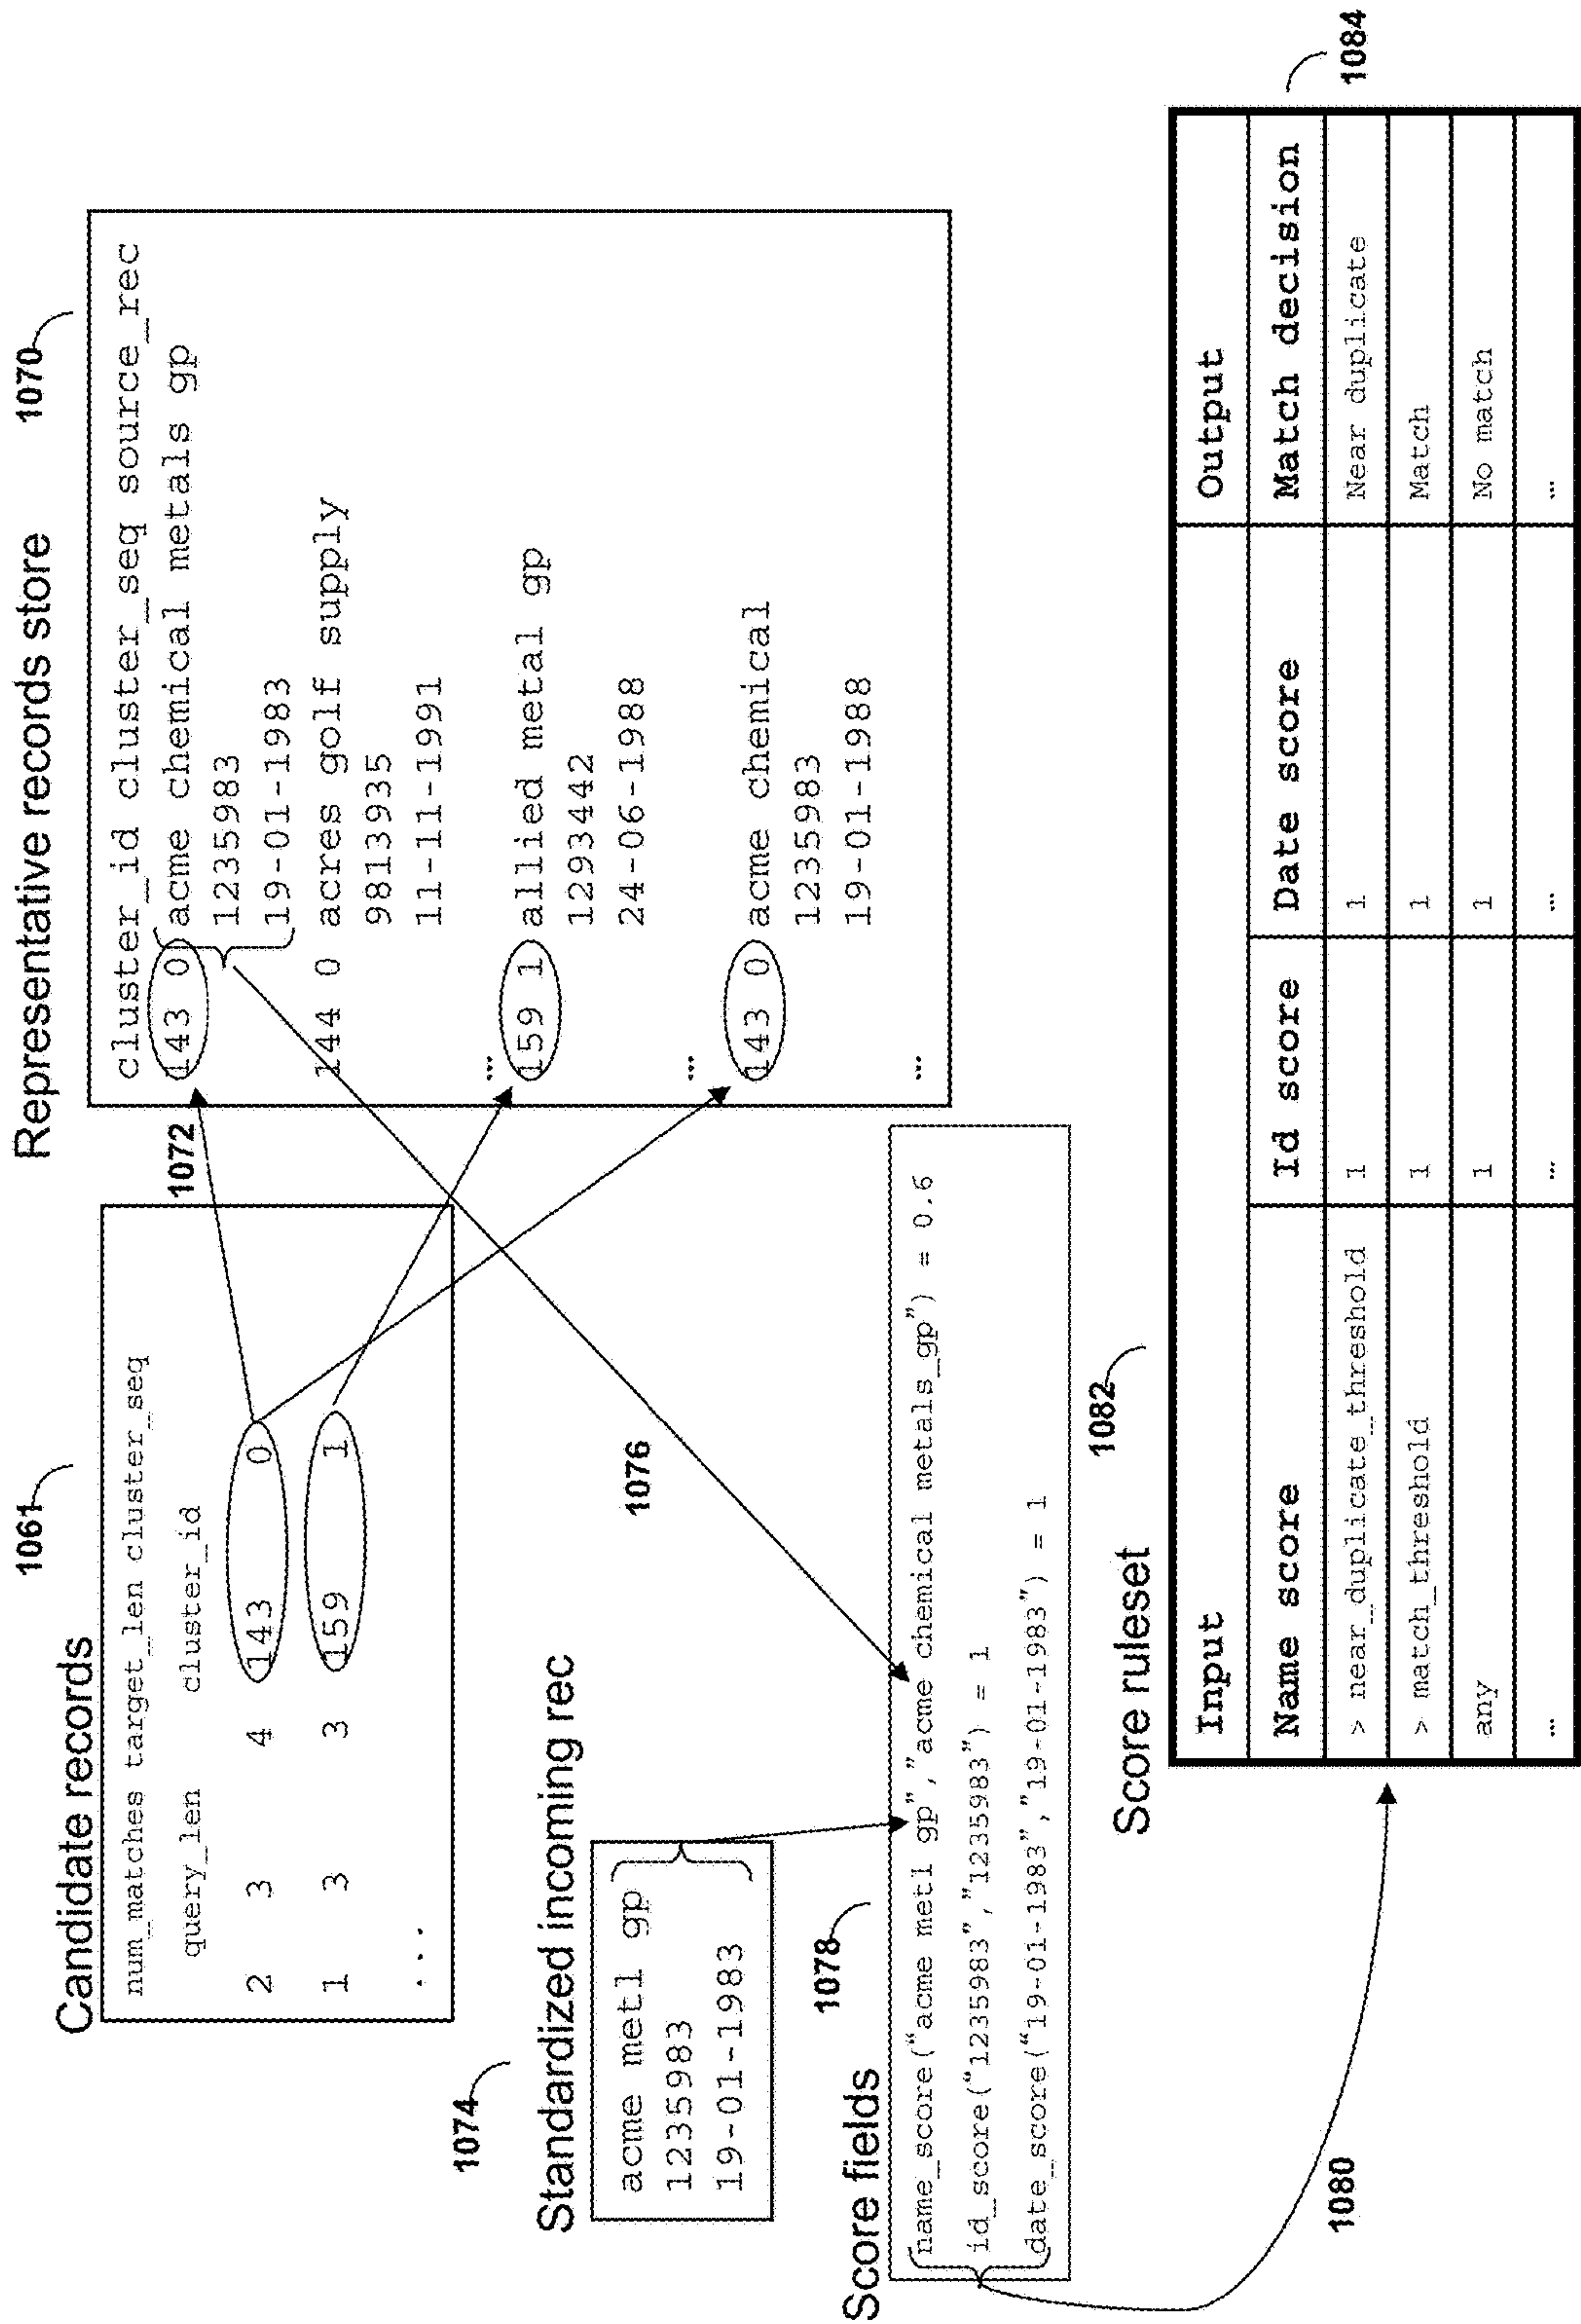 Candidate records
1061
num_matches target_len cluster_seq
query_len cluster_id
2 3 4 143 0
1 3 3 159 1
...
Representative records store
1070
1072
cluster_id cluster_seq source_rec
143 0 acme chemical metals gp
1235983
19-01-1983
144 0 acres golf supply
9813935
11-11-1991
...
159 1 allied metal gp
1293442
24-06-1988
...
143 0 acme chemical
1235983
19-01-1988
...
1074
Standardized incoming rec
acme metl gp
1235983
19-01-1983
1076
Score fields
1078
name_score("acme metl gp","acme chemical metals_gp") = 0.6
id_score("1235983","1235983") = 1
date_score("19-01-1983","19-01-1983") = 1
1080
Score ruleset
1082
1084
Input Output
Name score Id score Date score Match decision
> near_duplicate_threshold 1 1 Near duplicate
> match_threshold 1 1 Match
any 1 1 No match
... ... ... ...